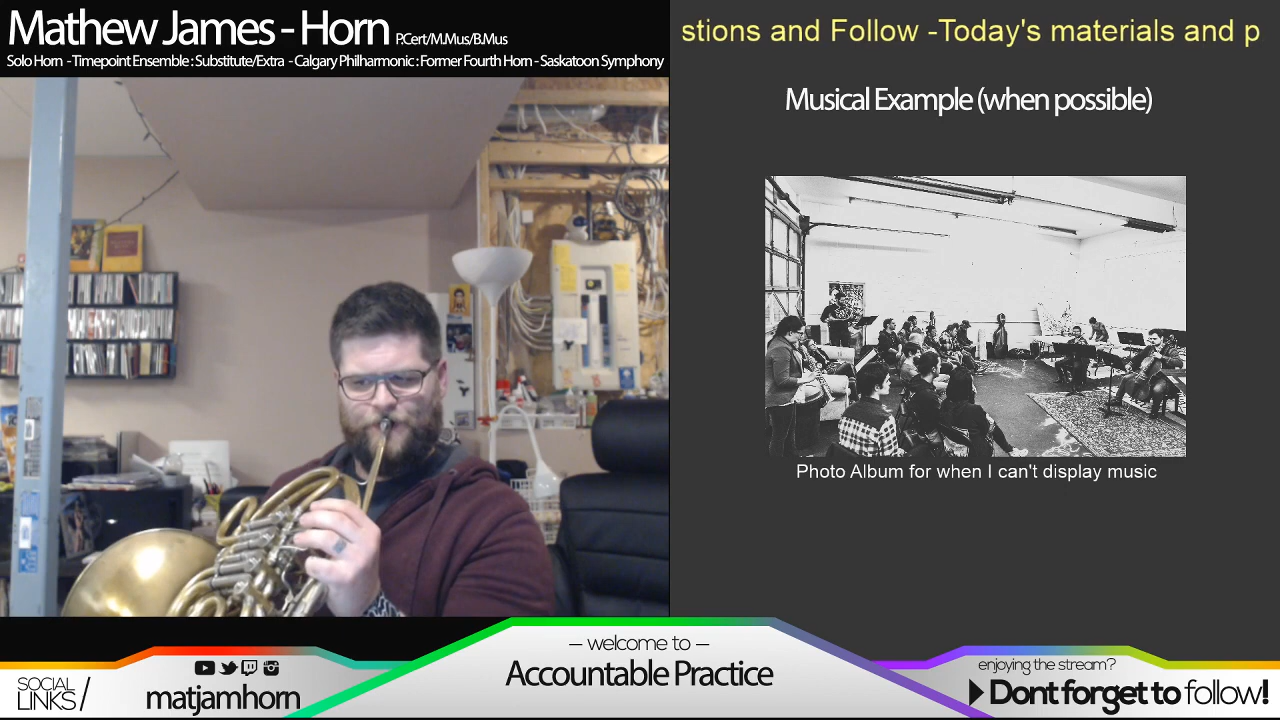 Mathew James - Horn P.Cert/M.Mus/B.Mus
Solo Horn - Timepoint Ensemble : Substitute/Extra - Calgary Philharmonic : Former Fourth Horn - Saskatoon Symphony
stions and Follow -Today's materials and p
Musical Example (when possible)
Photo Album for when I can't display music
— welcome to —
Accountable Practice
SOCIAL
LINKS /
matjamhorn
enjoying the stream?
Dont forget to follow!